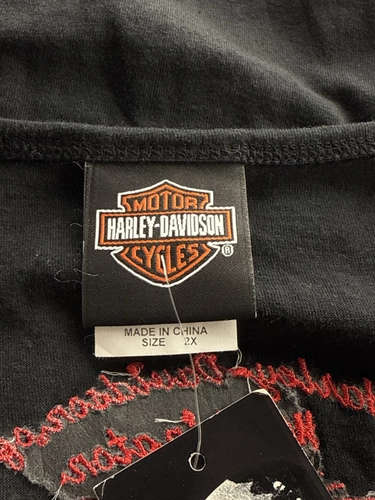 MOTOR
HARLEY-DAVIDSON
CYCLES
®
MADE IN CHINA
SIZE 2X